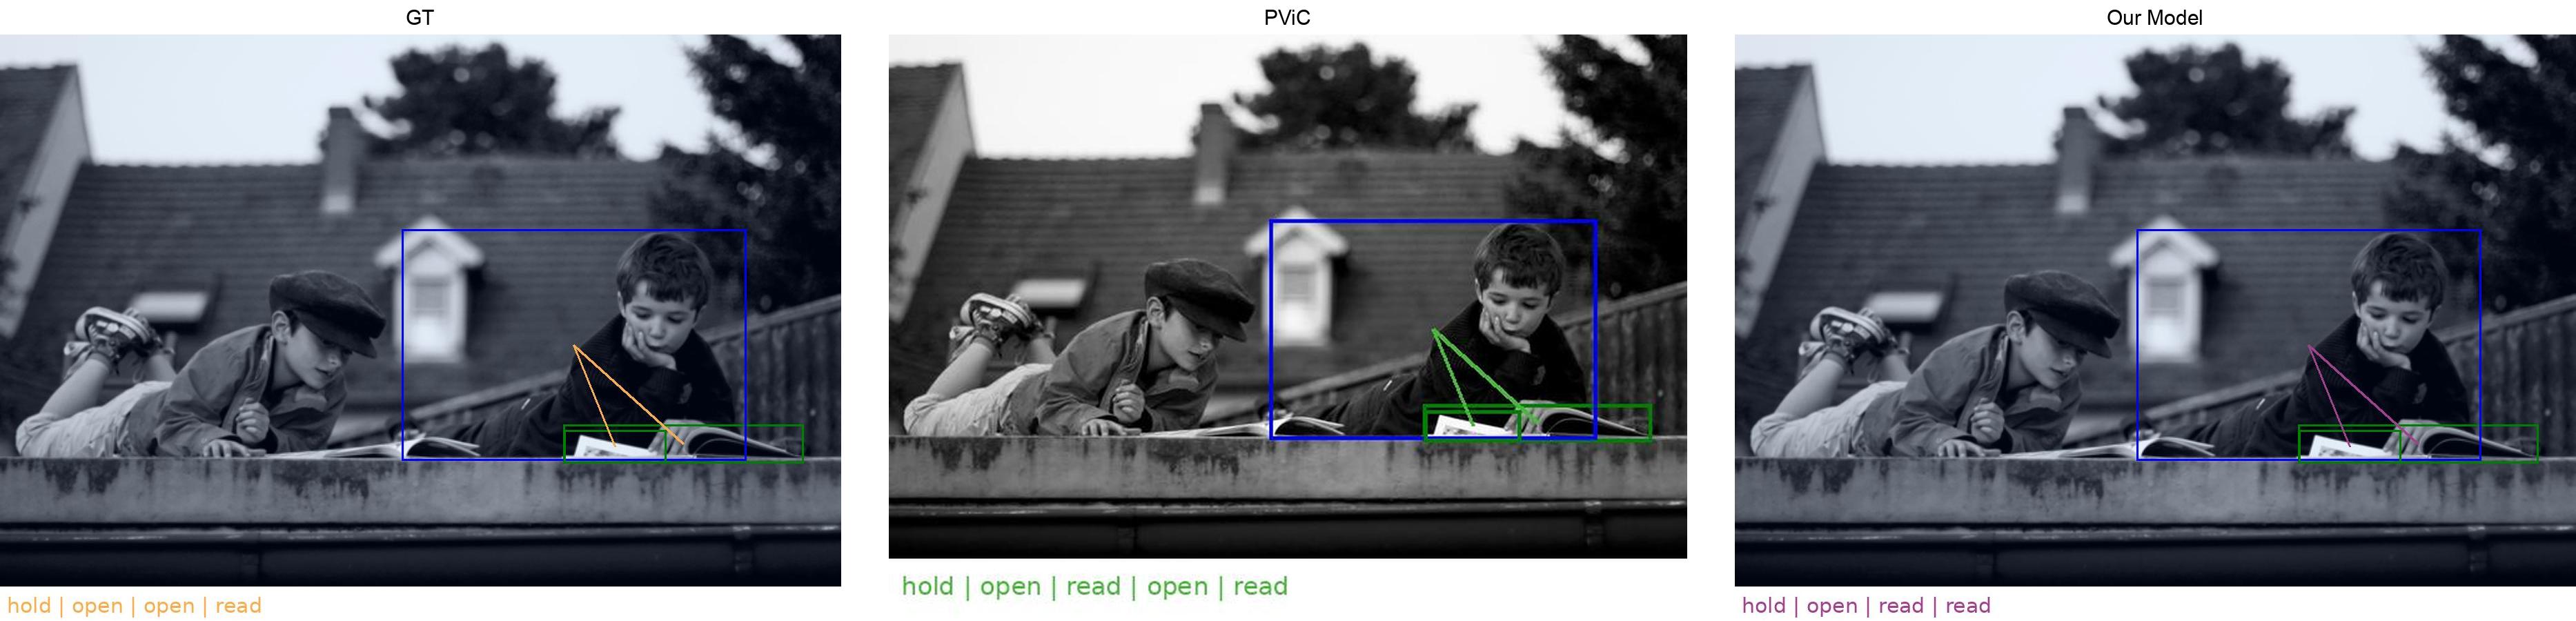 GT
PViC
Our Model
hold | open | open | read
hold | open | read | open | read
hold | open | read | read